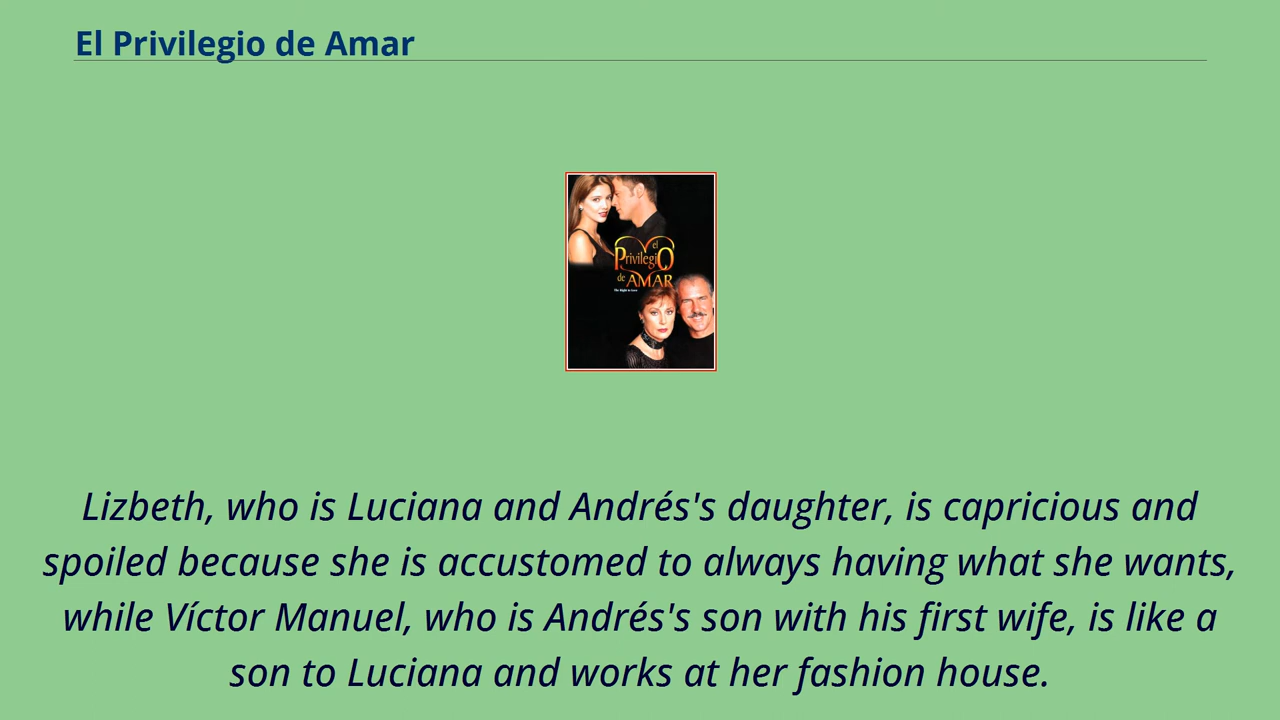 El Privilegio de Amar
el
PrivilegiO
de AMAR
Lizbeth, who is Luciana and Andrés's daughter, is capricious and
spoiled because she is accustomed to always having what she wants,
while Víctor Manuel, who is Andrés's son with his first wife, is like a
son to Luciana and works at her fashion house.